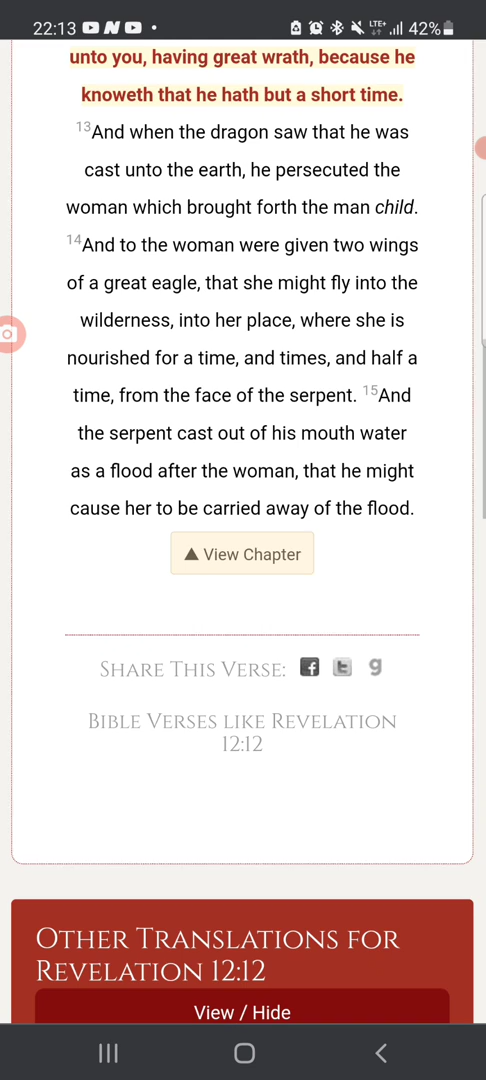 22:13
LTE+
42%
unto you, having great wrath, because he
knoweth that he hath but a short time.
13And when the dragon saw that he was
cast unto the earth, he persecuted the
woman which brought forth the man child.
14And to the woman were given two wings
of a great eagle, that she might fly into the
wilderness, into her place, where she is
nourished for a time, and times, and half a
time, from the face of the serpent. 15And
the serpent cast out of his mouth water
as a flood after the woman, that he might
cause her to be carried away of the flood.
▲ View Chapter
Share This Verse: f t g
Bible Verses like Revelation
12:12
Other Translations for
Revelation 12:12
View / Hide